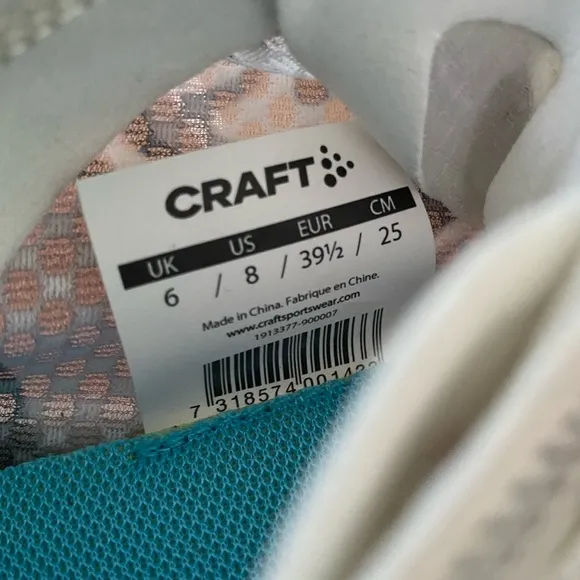 CRAFT
UK US EUR CM
6 / 8 / 39½ / 25
Made in China. Fabrique en Chine.
www.craftsportswear.com
1913377-900007
7 318574